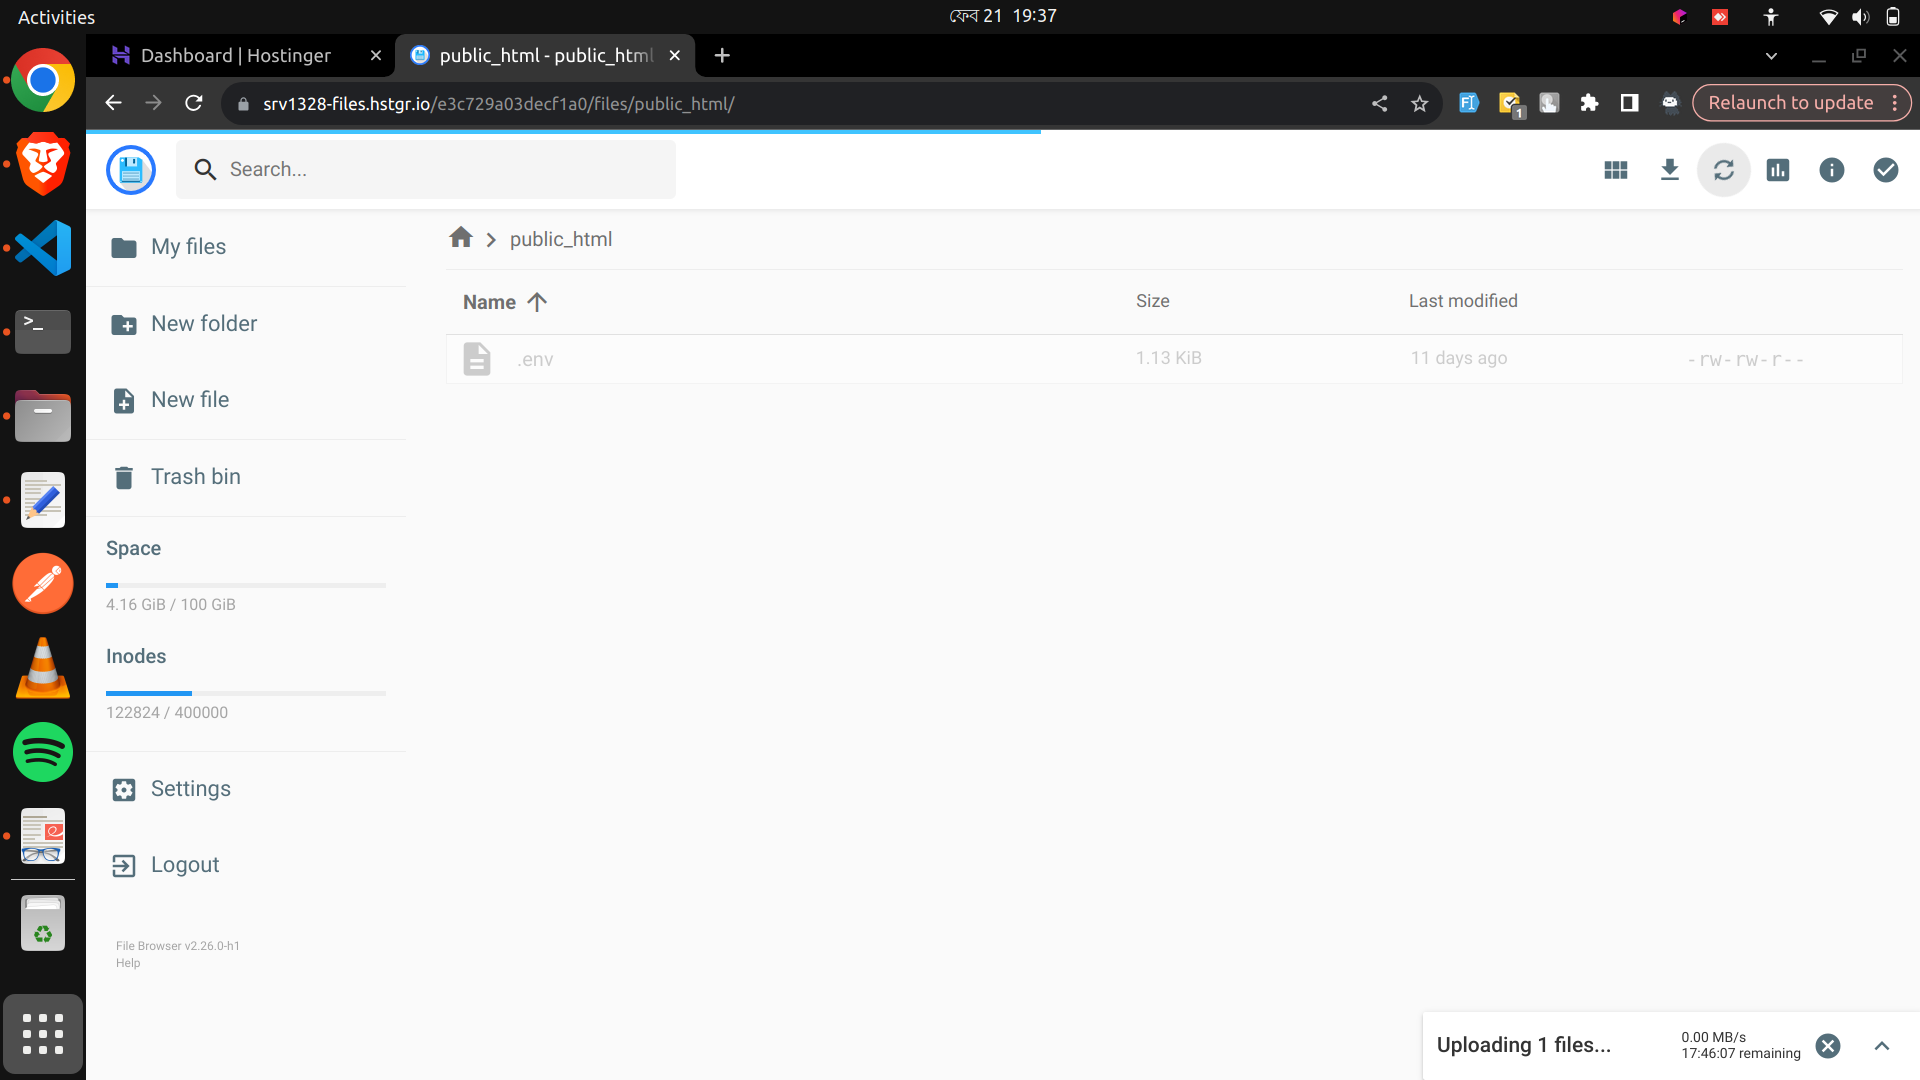 Activities
ফেব 21 19:37
Dashboard | Hostinger
public_html - public_html
srv1328-files.hstgr.io/e3c729a03decf1a0/files/public_html/
1
Relaunch to update
Search...
My files
New folder
New file
Trash bin
Space
4.16 GiB / 100 GiB
Inodes
122824 / 400000
Settings
Logout
File Browser v2.26.0-h1
Help
public_html
Name Size Last modified
.env 1.13 KiB 11 days ago -rw-rw-r--
Uploading 1 files...
0.00 MB/s
17:46:07 remaining